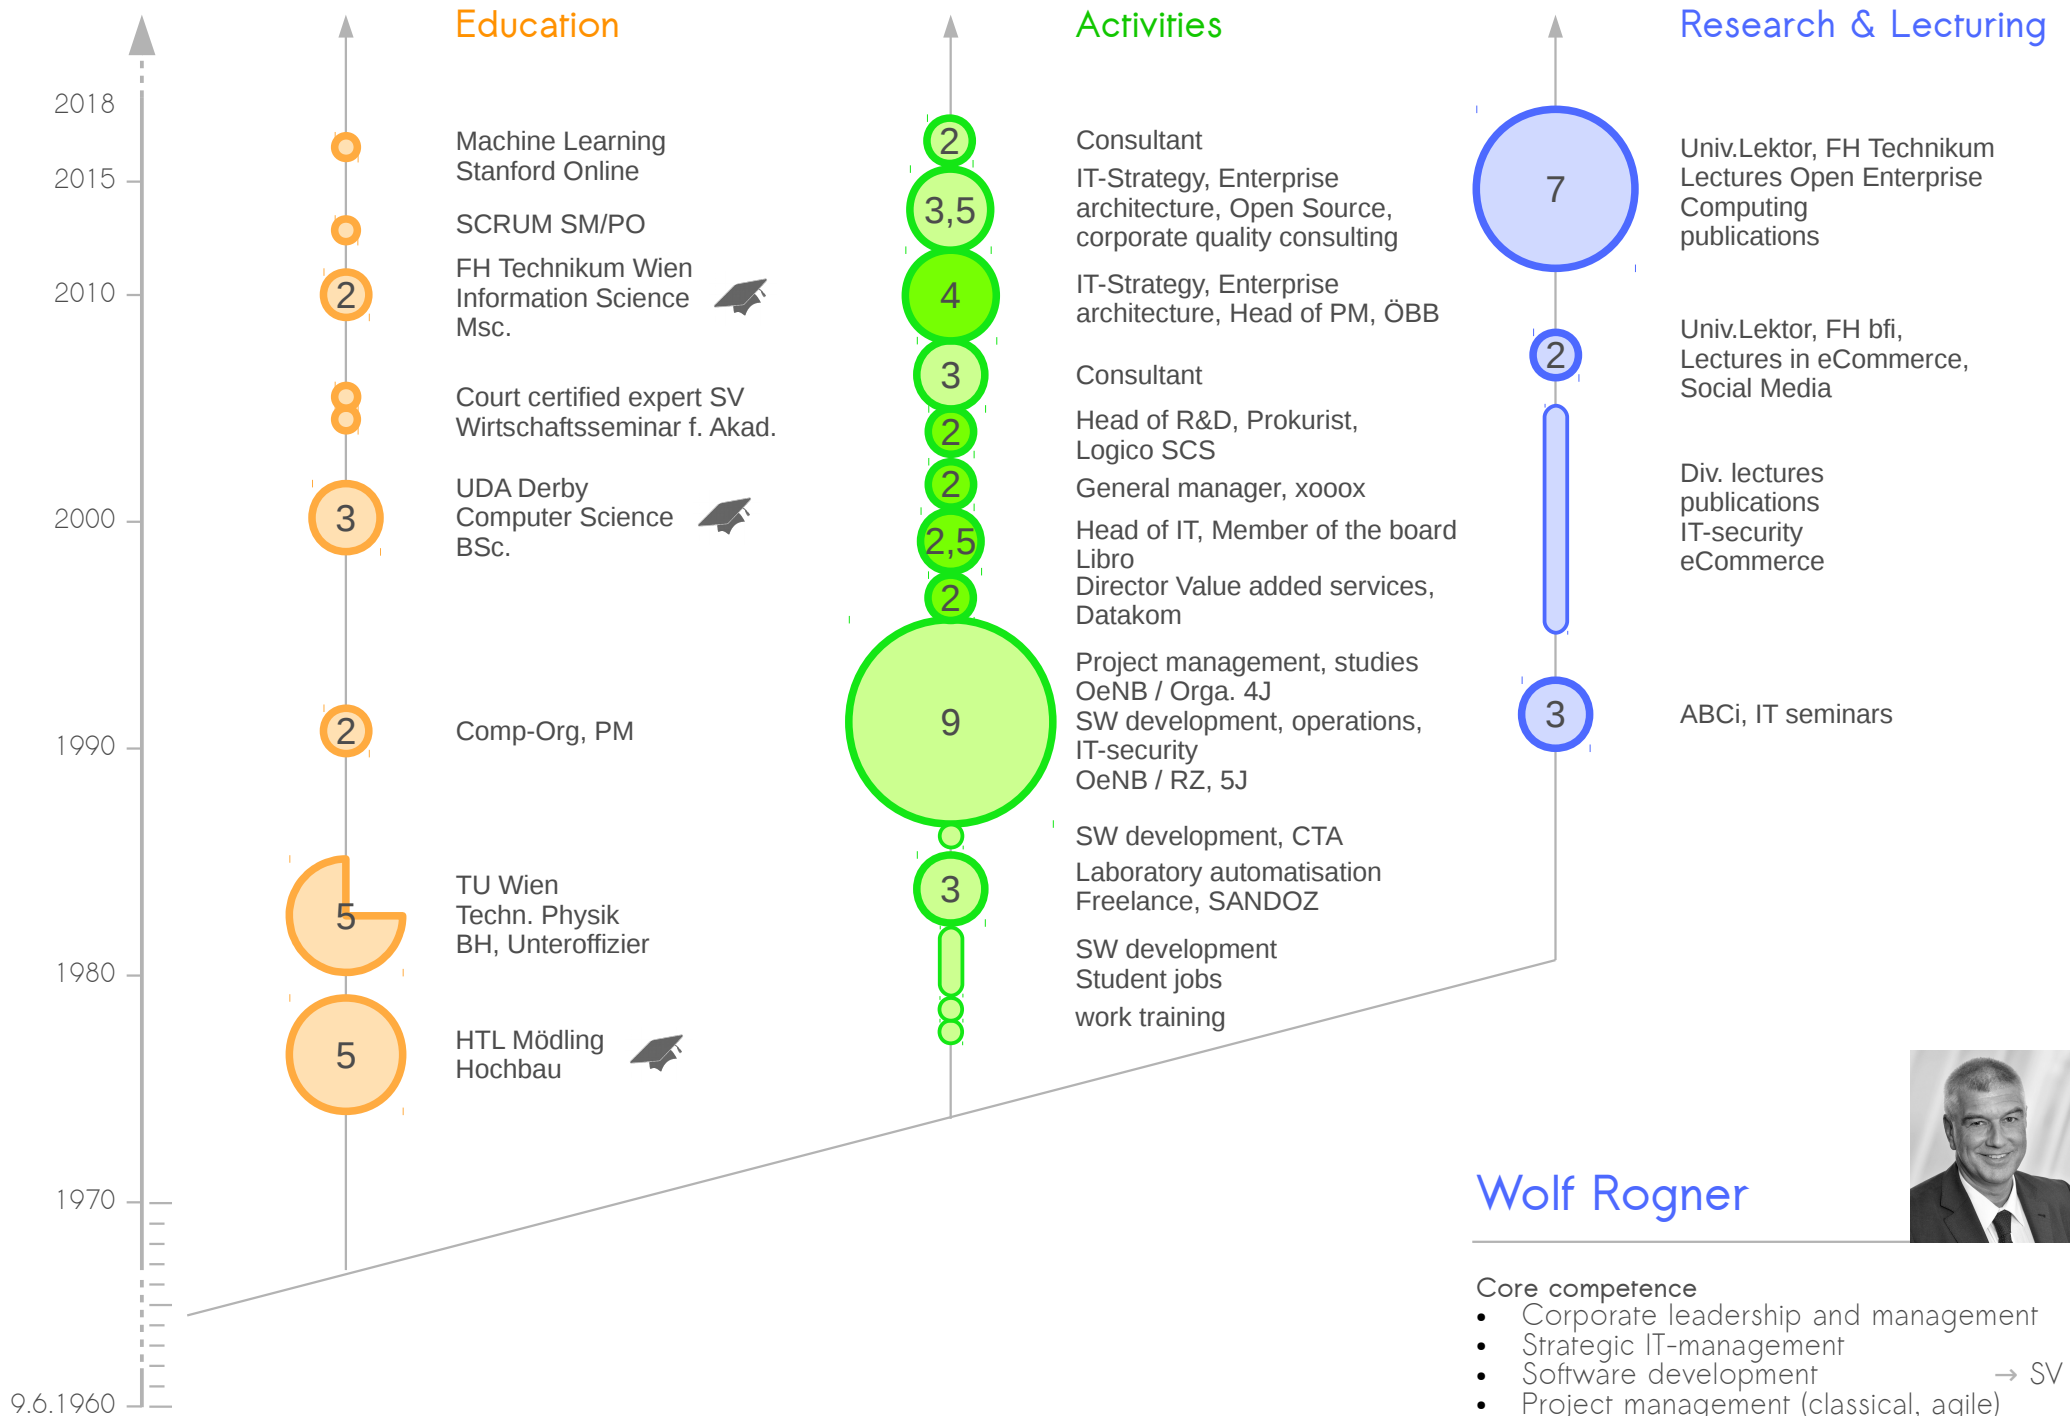 Education
Activities
Research & Lecturing
2018
2015
2010
2000
1990
1980
1970
9.6.1960
Machine Learning
Stanford Online
SCRUM SM/PO
2
FH Technikum Wien
Information Science
Msc.
Court certified expert SV
Wirtschaftsseminar f. Akad.
3
UDA Derby
Computer Science
BSc.
2
Comp-Org, PM
5
TU Wien
Techn. Physik
BH, Unteroffizier
5
HTL Mödling
Hochbau
2
Consultant
3,5
IT-Strategy, Enterprise
architecture, Open Source,
corporate quality consulting
4
IT-Strategy, Enterprise
architecture, Head of PM, ÖBB
3
Consultant
2
Head of R&D, Prokurist,
Logico SCS
2
General manager, xooox
2,5
Head of IT, Member of the board
Libro
2
Director Value added services,
Datakom
9
Project management, studies
OeNB / Orga. 4J
SW development, operations,
IT-security
OeNB / RZ, 5J
SW development, CTA
3
Laboratory automatisation
Freelance, SANDOZ
SW development
Student jobs
work training
7
Univ.Lektor, FH Technikum
Lectures Open Enterprise
Computing
publications
2
Univ.Lektor, FH bfi,
Lectures in eCommerce,
Social Media
Div. lectures
publications
IT-security
eCommerce
3
ABCi, IT seminars
Wolf Rogner
Core competence
• Corporate leadership and management
• Strategic IT-management
• Software development → SV
• Project management (classical, agile)